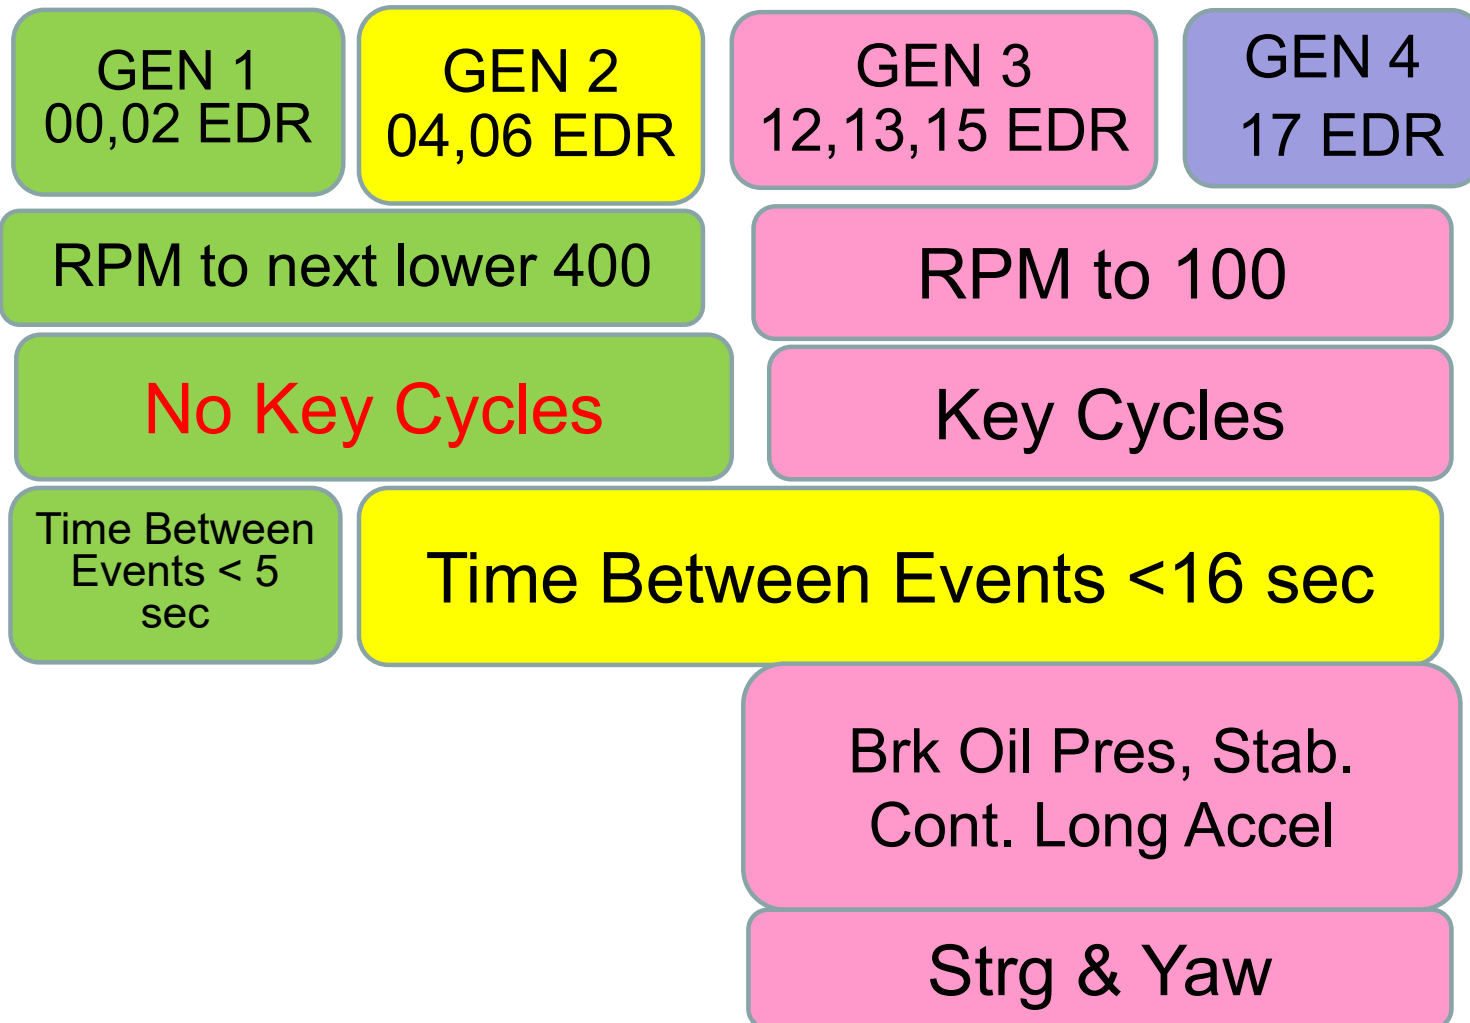 GEN 1
00,02 EDR
GEN 2
04,06 EDR
GEN 3
12,13,15 EDR
GEN 4
17 EDR
RPM to next lower 400
RPM to 100
No Key Cycles
Key Cycles
Time Between
Events < 5
sec
Time Between Events <16 sec
Brk Oil Pres, Stab.
Cont. Long Accel
Strg & Yaw